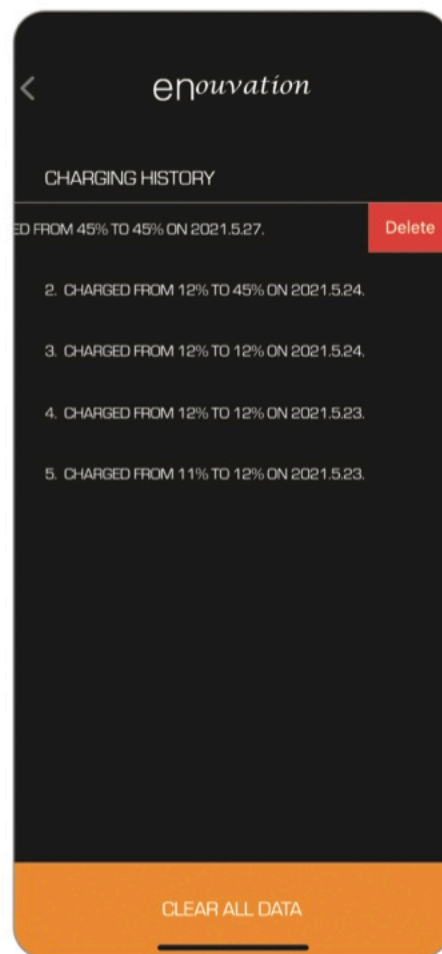 enouvation
CHARGING HISTORY
ED FROM 45% TO 45% ON 2021.5.27.
Delete
2. CHARGED FROM 12% TO 45% ON 2021.5.24.
3. CHARGED FROM 12% TO 12% ON 2021.5.24.
4. CHARGED FROM 12% TO 12% ON 2021.5.23.
5. CHARGED FROM 11% TO 12% ON 2021.5.23.
CLEAR ALL DATA